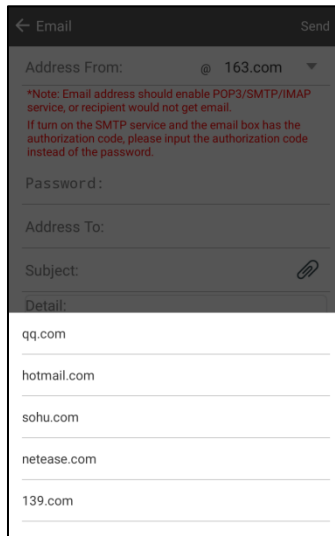 Email Send
Address From: @ 163.com
*Note: Email address should enable POP3/SMTP/IMAP
service, or recipient would not get email.
If turn on the SMTP service and the email box has the
authorization code, please input the authorization code
instead of the password.
Password:
Address To:
Subject:
Detail:
qq.com
hotmail.com
sohu.com
netease.com
139.com